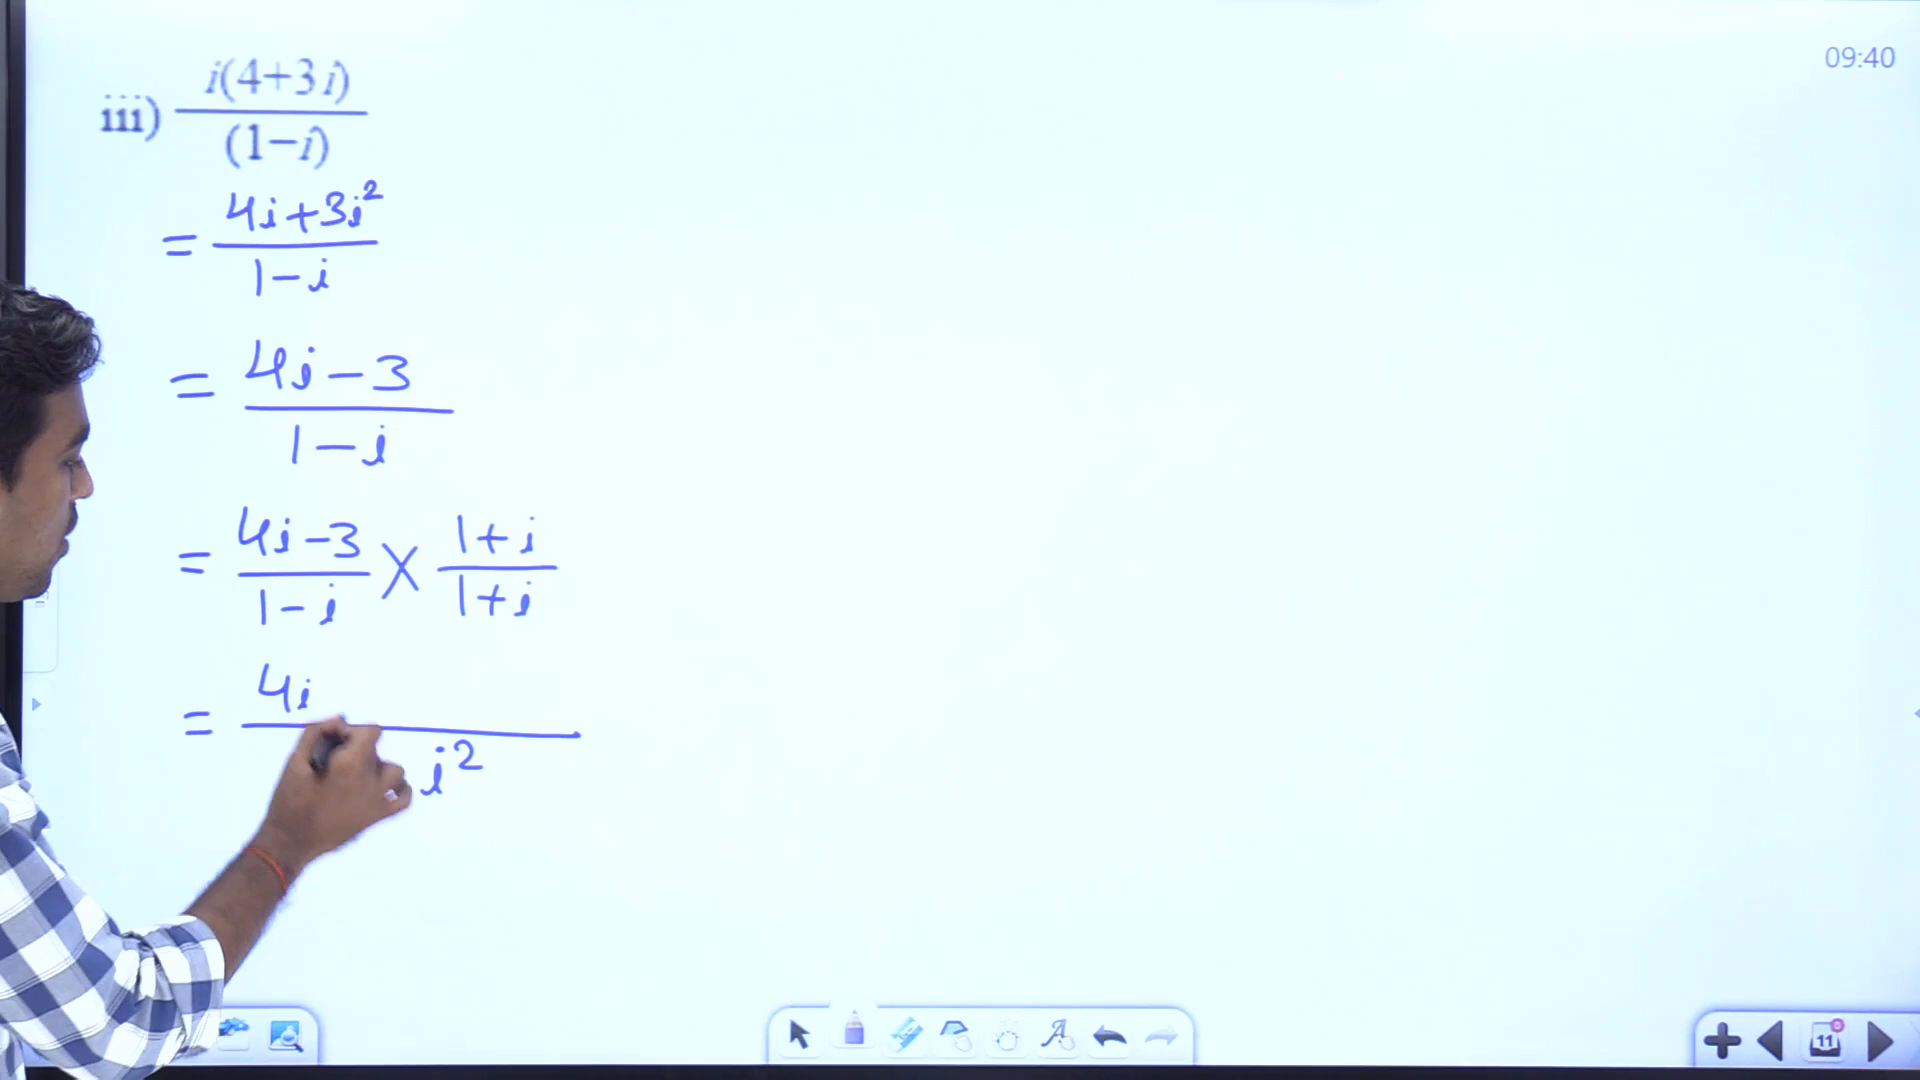 09:40
iii) i(4+3i)/(1−i)
= 4i+3i²/1−i
= 4i−3/1−i
= 4i−3/1−i × 1+i/1+i
= 4i/i²
11